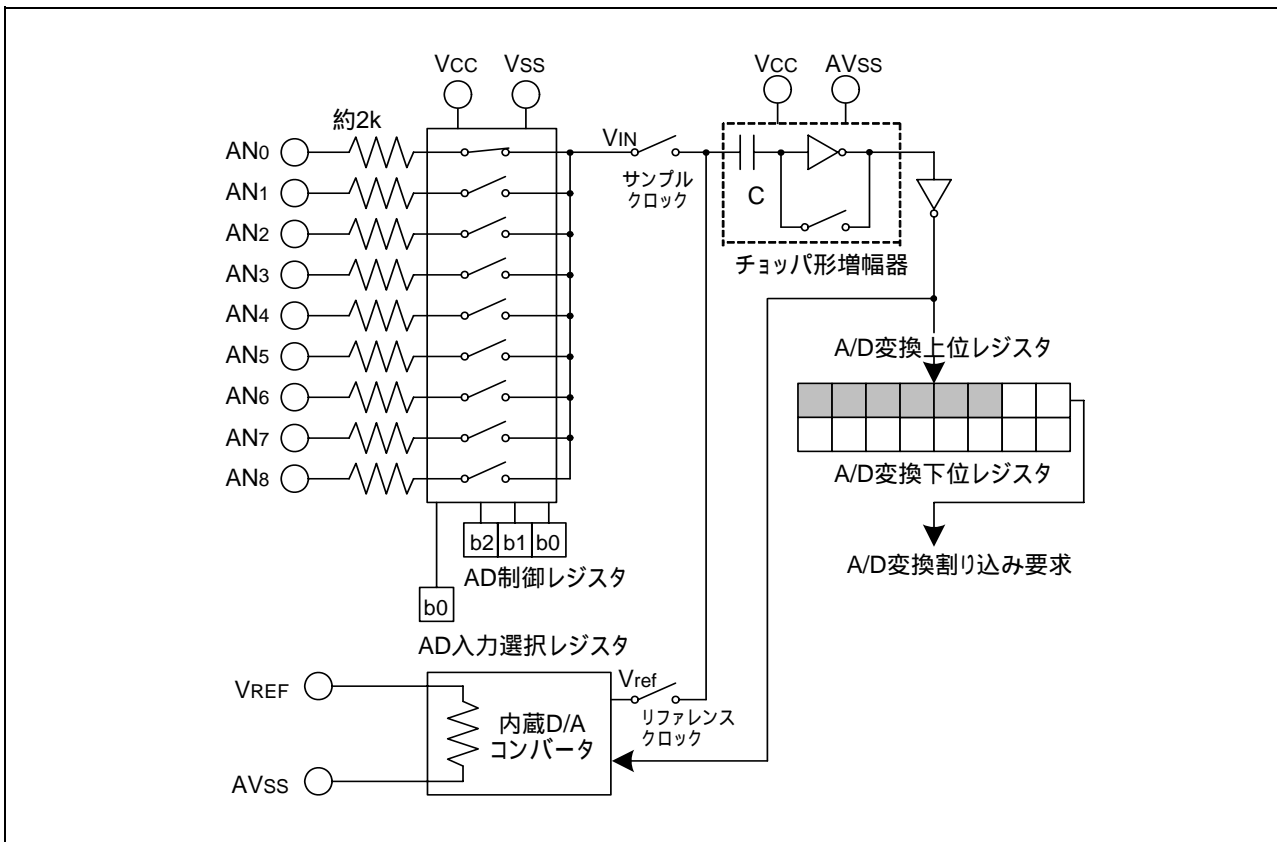 VCC VSS
VCC AVSS
約2k
AN0
AN1
AN2
AN3
AN4
AN5
AN6
AN7
AN8
VIN
サンプル
クロック
C
チョッパ形増幅器
A/D変換上位レジスタ
A/D変換下位レジスタ
A/D変換割り込み要求
b2 b1 b0
AD制御レジスタ
b0
AD入力選択レジスタ
VREF
AVSS
内蔵D/A
コンバータ
Vref
リファレンス
クロック